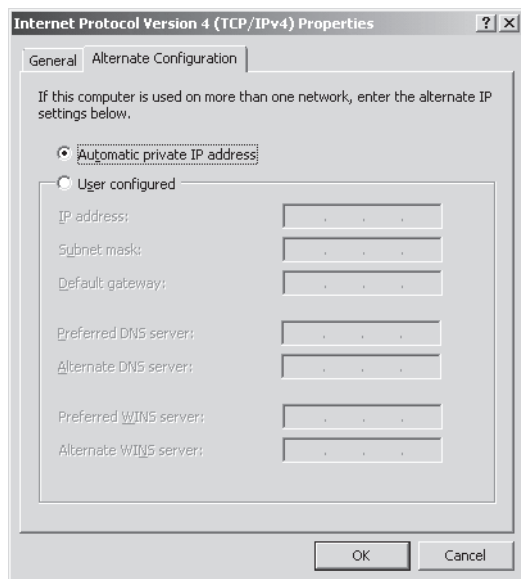 Internet Protocol Version 4 (TCP/IPv4) Properties
? X
General Alternate Configuration
If this computer is used on more than one network, enter the alternate IP
settings below.
Automatic private IP address
User configured
IP address:
Subnet mask:
Default gateway:
Preferred DNS server:
Alternate DNS server:
Preferred WINS server:
Alternate WINS server:
OK Cancel